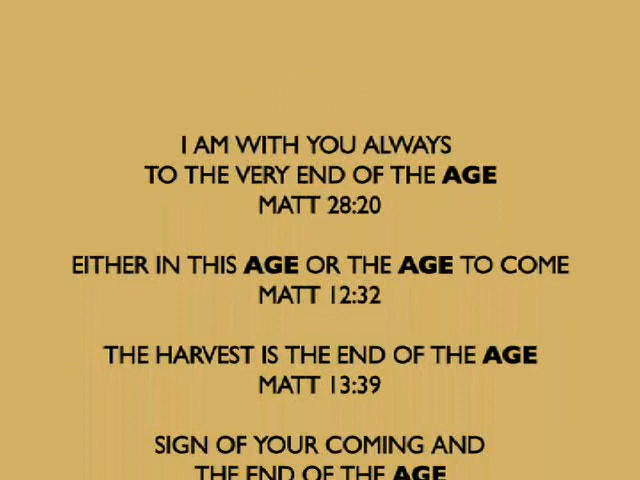 I AM WITH YOU ALWAYS
TO THE VERY END OF THE AGE
MATT 28:20
EITHER IN THIS AGE OR THE AGE TO COME
MATT 12:32
THE HARVEST IS THE END OF THE AGE
MATT 13:39
SIGN OF YOUR COMING AND
THE END OF THE AGE